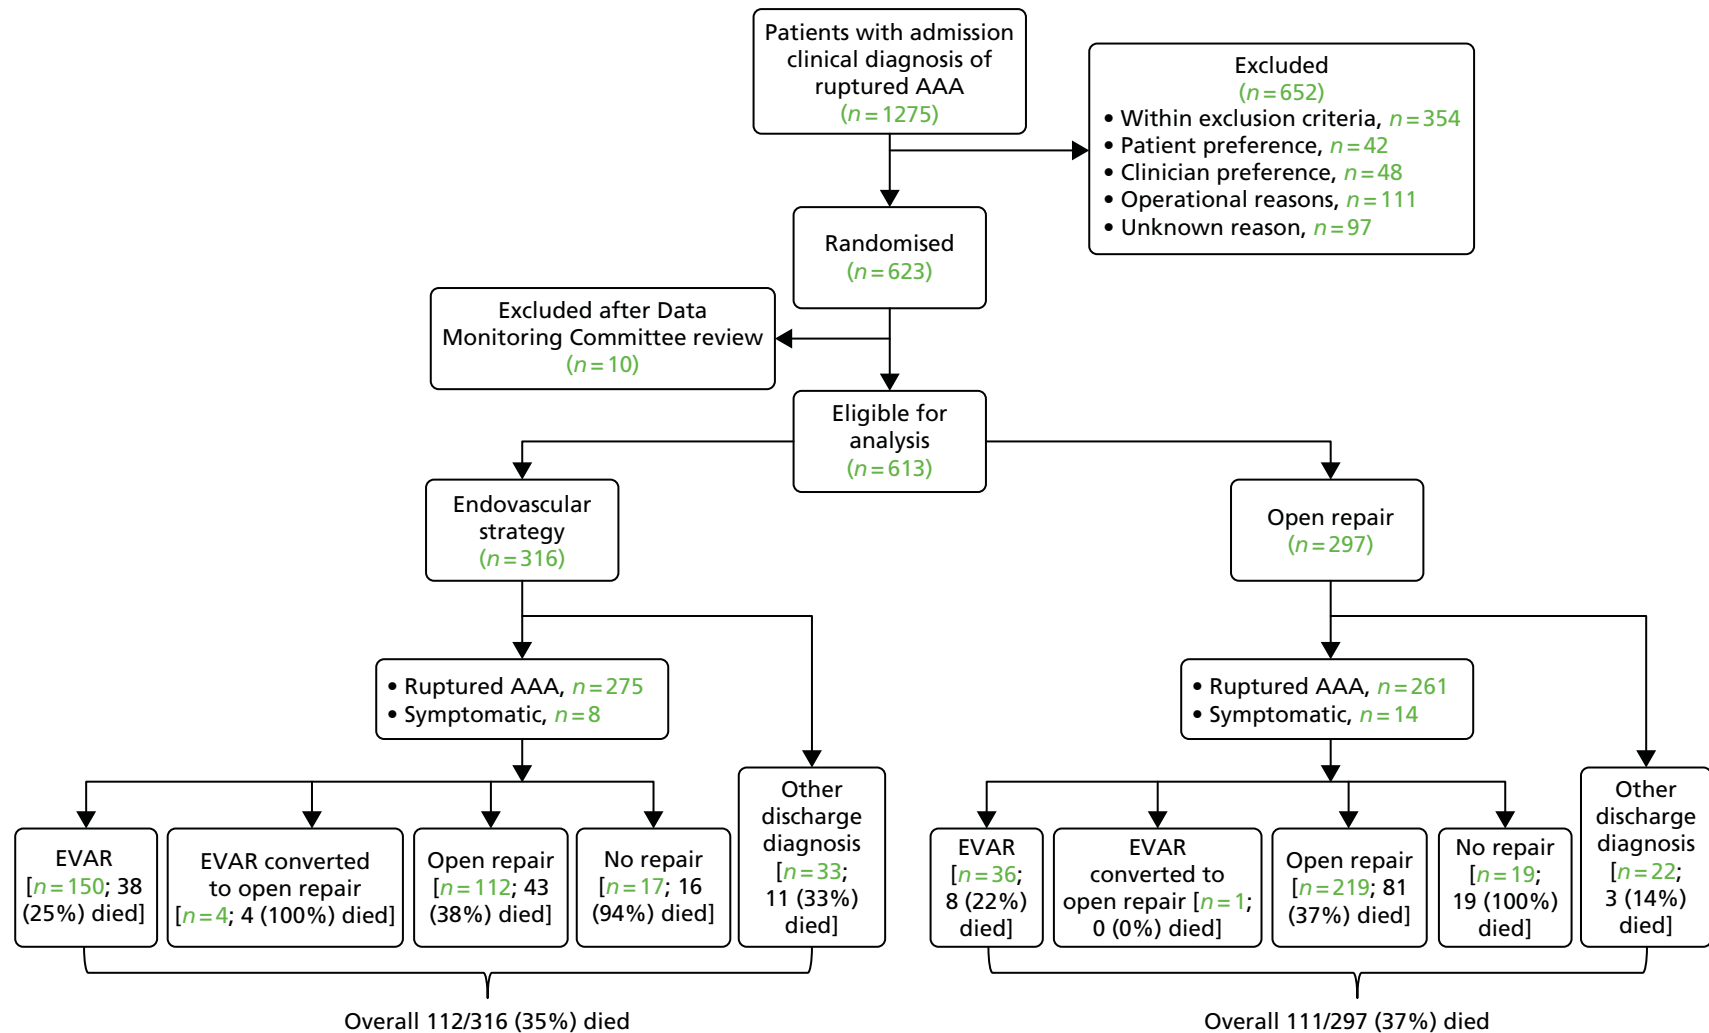 Patients with admission
clinical diagnosis of
ruptured AAA
(n=1275)
Excluded
(n=652)
• Within exclusion criteria, n=354
• Patient preference, n=42
• Clinician preference, n=48
• Operational reasons, n=111
• Unknown reason, n=97
Randomised
(n=623)
Excluded after Data
Monitoring Committee review
(n=10)
Eligible for
analysis
(n=613)
Endovascular
strategy
(n=316)
Open repair
(n=297)
• Ruptured AAA, n=275
• Symptomatic, n=8
• Ruptured AAA, n=261
• Symptomatic, n=14
EVAR
[n=150; 38
(25%) died]
EVAR converted
to open repair
[n=4; 4 (100%) died]
Open repair
[n=112; 43
(38%) died]
No repair
[n=17; 16
(94%) died]
Other
discharge
diagnosis
[n=33;
11 (33%)
died]
EVAR
[n=36;
8 (22%)
died]
EVAR
converted to
open repair [n=1;
0 (0%) died]
Open repair
[n=219; 81
(37%) died]
No repair
[n=19;
19 (100%)
died]
Other
discharge
diagnosis
[n=22;
3 (14%)
died]
Overall 112/316 (35%) died
Overall 111/297 (37%) died